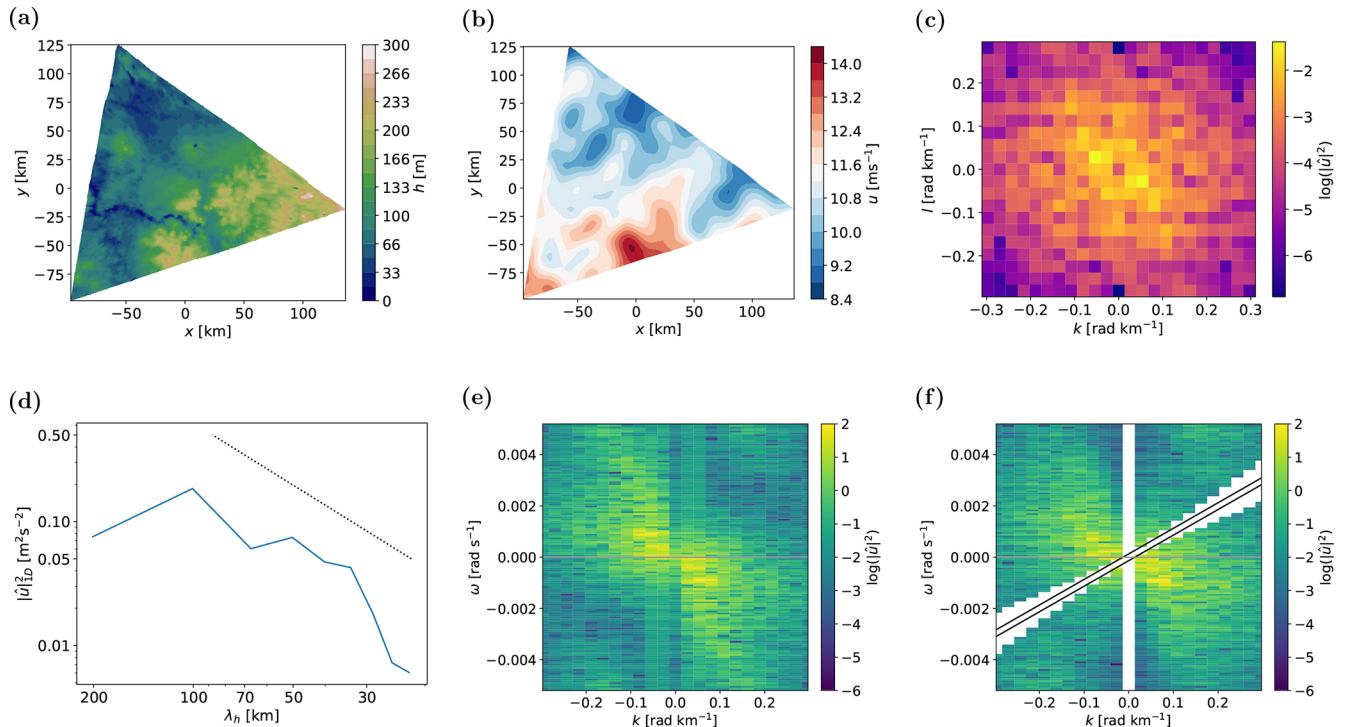 (a)
125
100
75
50
25
0
−25
−50
−75
y [km]
−50 0 50 100
x [km]
300
266
233
200
166
133
100
66
33
0
h [m]
(b)
125
100
75
50
25
0
−25
−50
−75
y [km]
−50 0 50 100
x [km]
14.0
13.2
12.4
11.6
10.8
10.0
9.2
8.4
u [ms⁻¹]
(c)
0.2
0.1
0.0
−0.1
−0.2
l [rad km⁻¹]
−0.3 −0.2 −0.1 0.0 0.1 0.2 0.3
k [rad km⁻¹]
−2
−3
−4
−5
−6
log(|û|²)
(d)
0.50
0.10
0.05
0.01
|û|²1D [m²s⁻²]
200 100 70 50 30
λh [km]
(e)
0.004
0.002
0.000
−0.002
−0.004
ω [rad s⁻¹]
−0.2 −0.1 0.0 0.1 0.2
k [rad km⁻¹]
2
1
0
−1
−2
−3
−4
−5
−6
log(|û|²)
(f)
0.004
0.002
0.000
−0.002
−0.004
ω [rad s⁻¹]
−0.2 −0.1 0.0 0.1 0.2
k [rad km⁻¹]
2
1
0
−1
−2
−3
−4
−5
−6
log(|û|²)